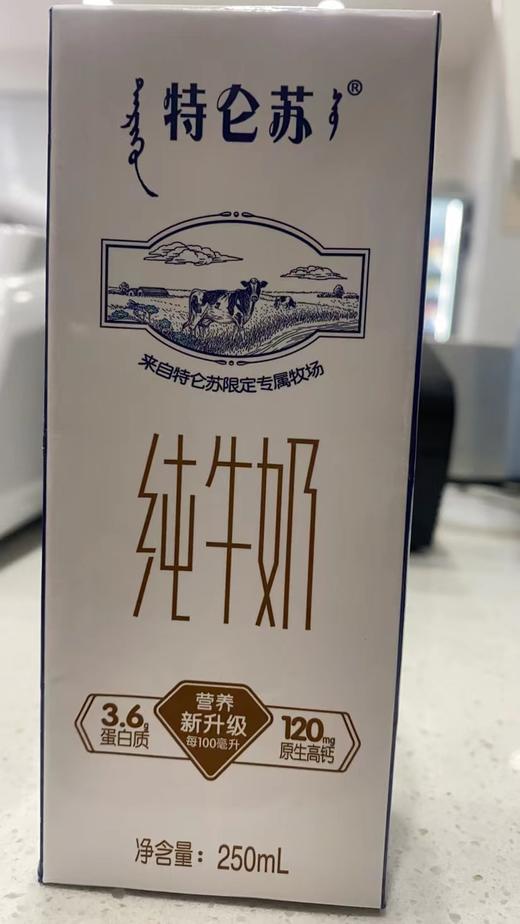 特仑苏®
来自特仑苏限定专属牧场
纯牛奶
营养
新升级
每100毫升
3.6g
蛋白质
120mg
原生高钙
净含量：250mL